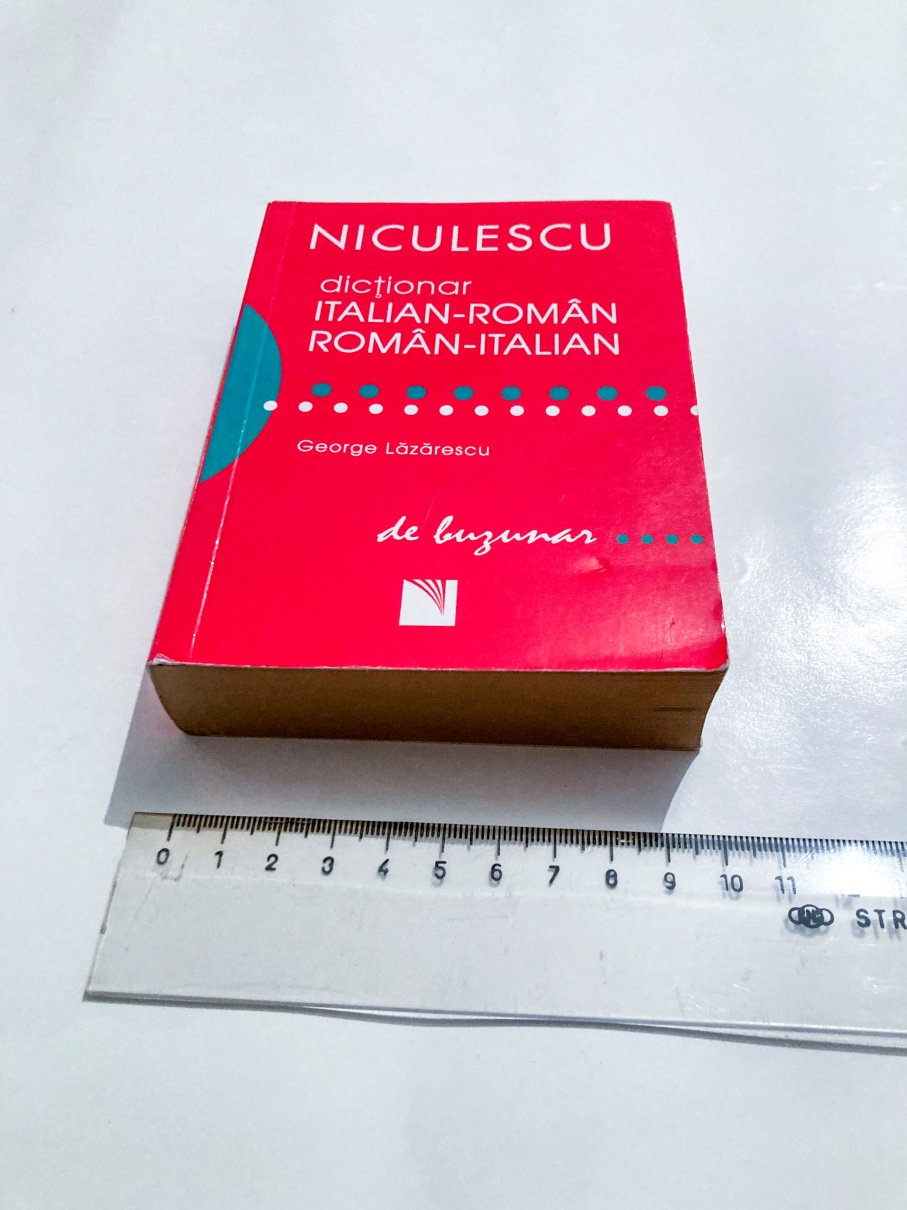 NICULESCU
dicţionar
ITALIAN-ROMÂN
ROMÂN-ITALIAN
George Lăzărescu
de buzunar
0 1 2 3 4 5 6 7 8 9 10 11
STR